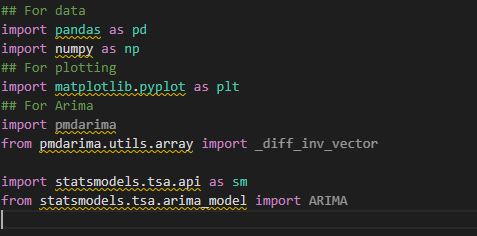 ## For data
import pandas as pd
import numpy as np
## For plotting
import matplotlib.pyplot as plt
## For Arima
import pmdarima
from pmdarima.utils.array import _diff_inv_vector
import statsmodels.tsa.api as sm
from statsmodels.tsa.arima_model import ARIMA